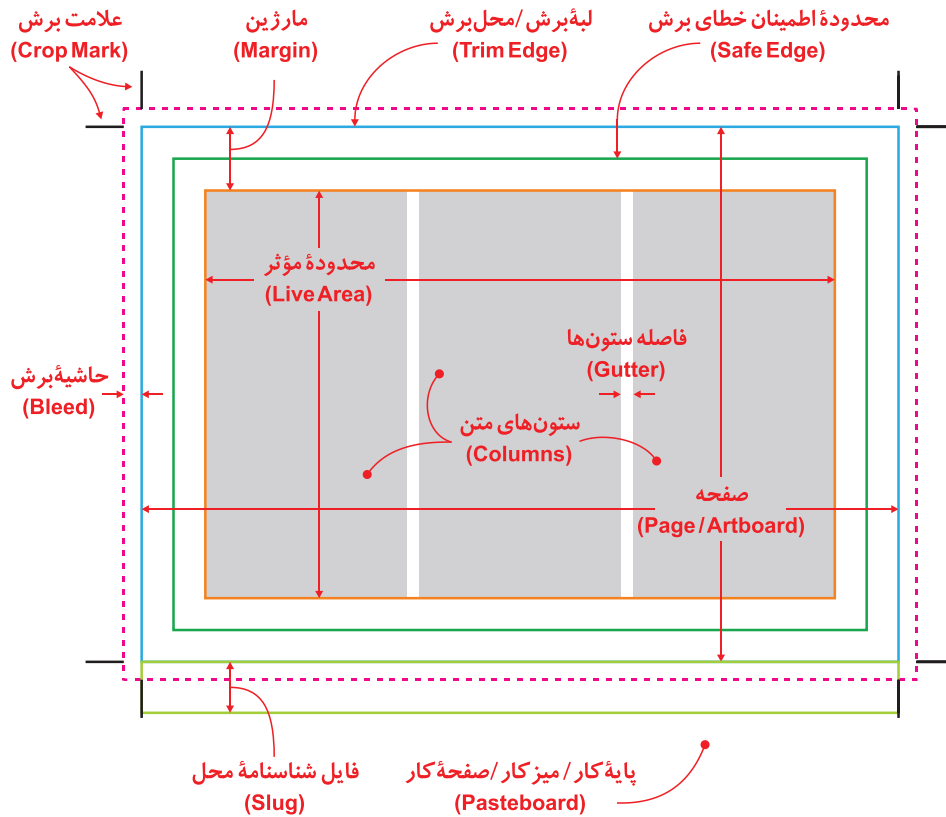 علامت برش
(Crop Mark)
مارژین
(Margin)
لبهٔ برش / محل برش
(Trim Edge)
محدودهٔ اطمینان خطای برش
(Safe Edge)
محدودهٔ مؤثر
(Live Area)
فاصله ستون‌ها
(Gutter)
حاشیهٔ برش
(Bleed)
ستون‌های متن
(Columns)
صفحه
(Page / Artboard)
فایل شناسنامهٔ محل
(Slug)
پایهٔ کار / میز کار / صفحهٔ کار
(Pasteboard)